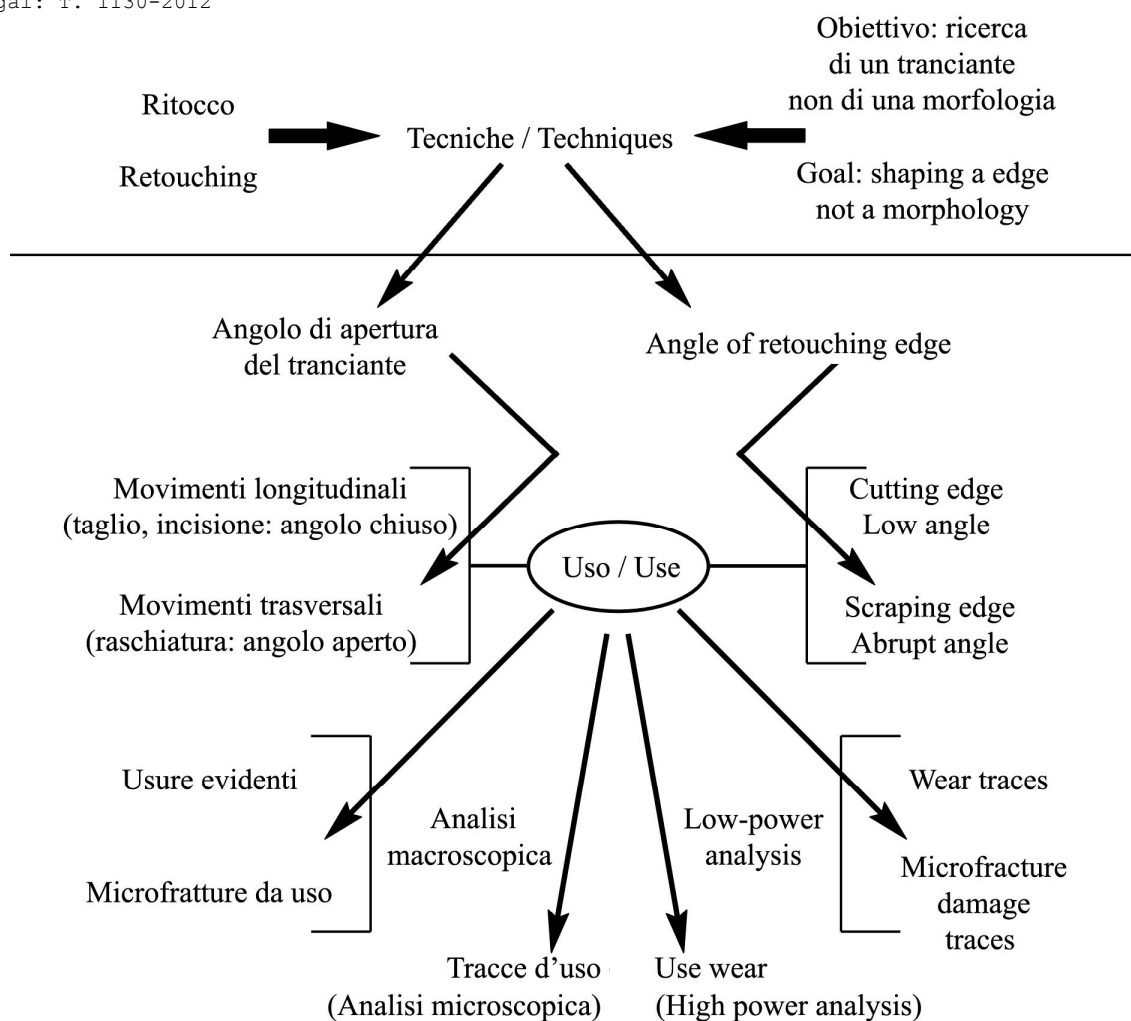 gal: T. 1130-2012
Obiettivo: ricerca
di un tranciante
non di una morfologia
Ritocco
Tecniche / Techniques
Retouching
Goal: shaping a edge
not a morphology
Angolo di apertura
del tranciante
Angle of retouching edge
Movimenti longitudinali
(taglio, incisione: angolo chiuso)
Cutting edge
Low angle
Uso / Use
Movimenti trasversali
(raschiatura: angolo aperto)
Scraping edge
Abrupt angle
Usure evidenti
Analisi
macroscopica
Low-power
analysis
Wear traces
Microfratture da uso
Microfracture
damage
traces
Tracce d’uso
(Analisi microscopica)
Use wear
(High power analysis)